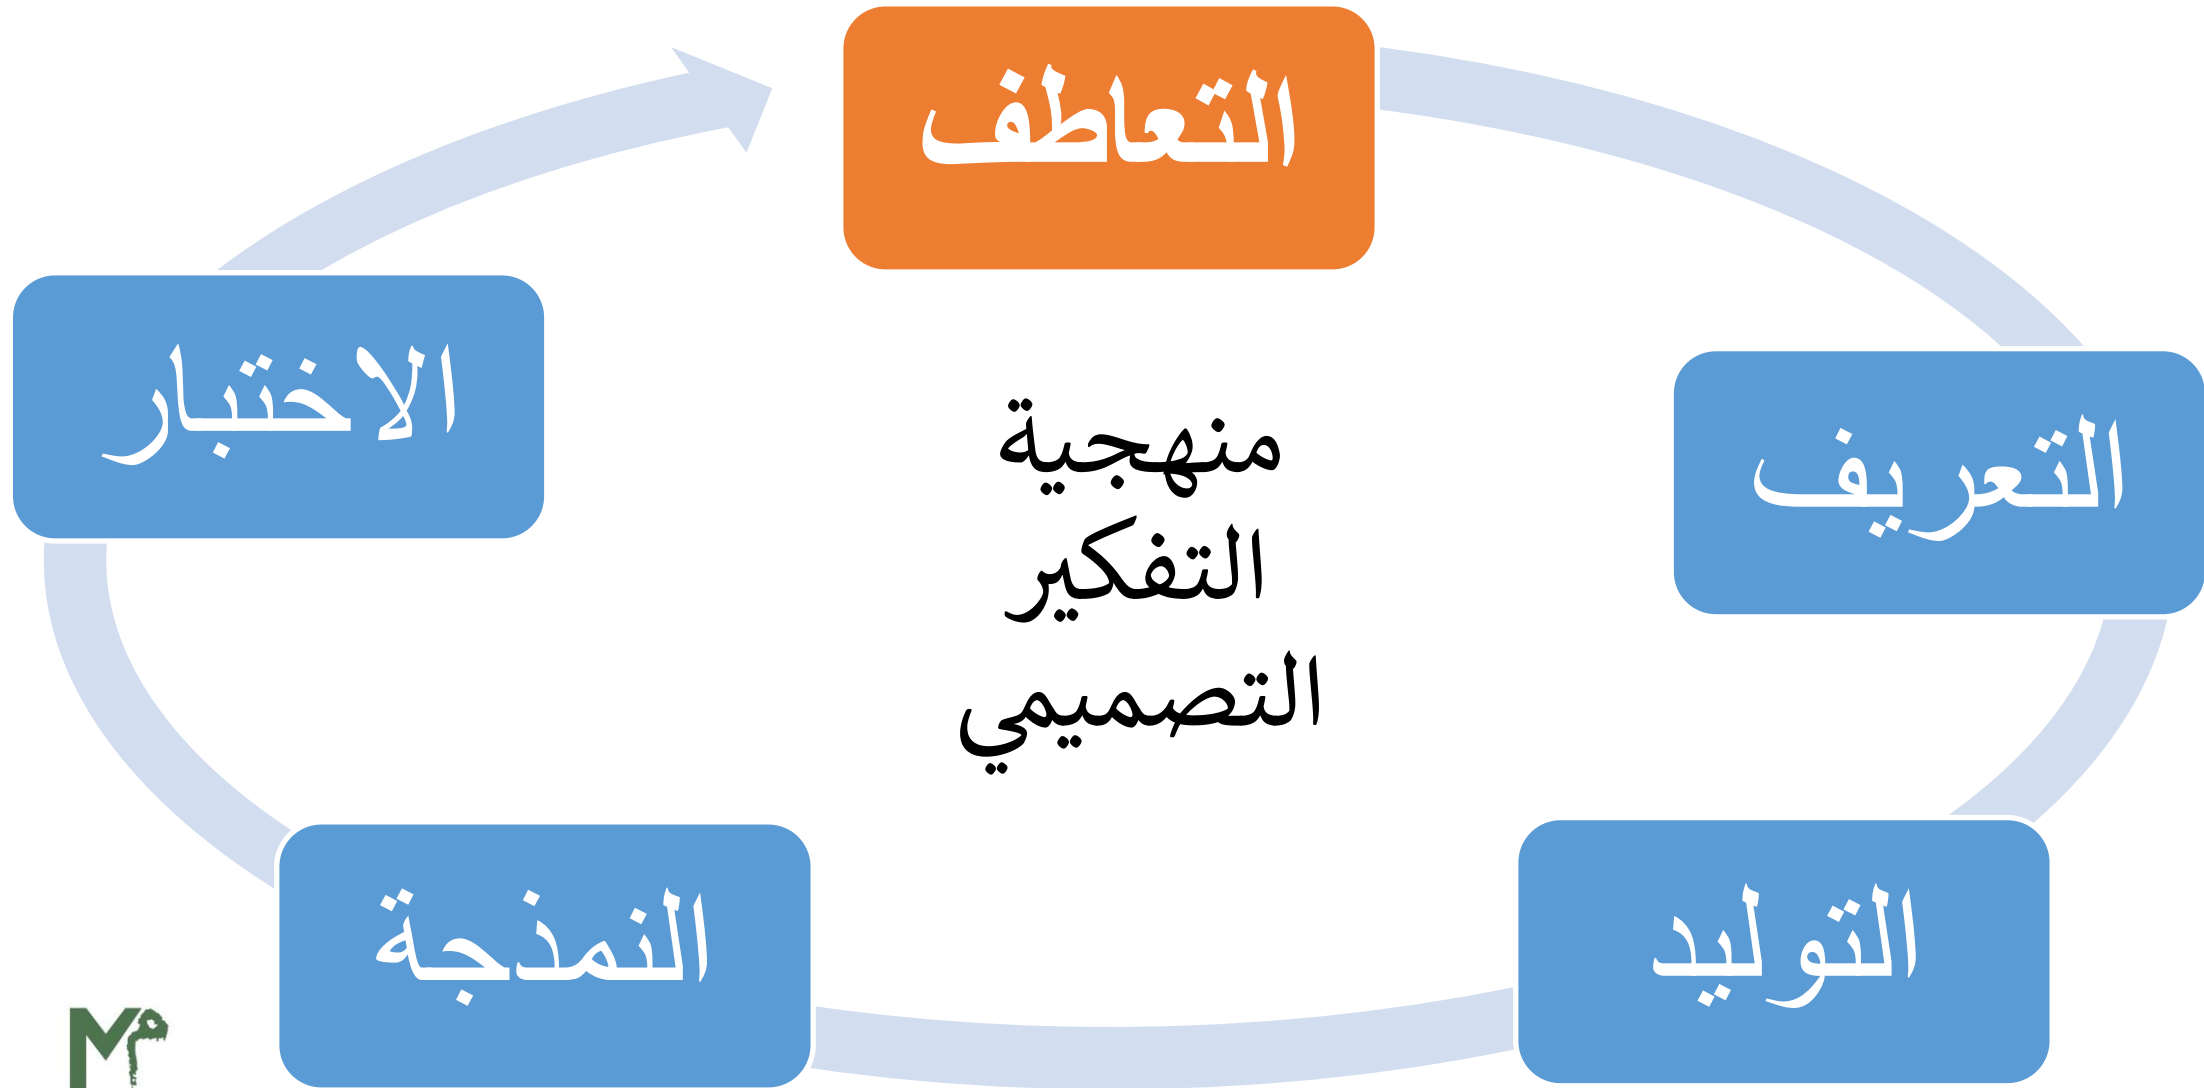 التعاطف
التعريف
التوليد
النمذجة
الاختبار
منهجية
التفكير
التصميمي
M